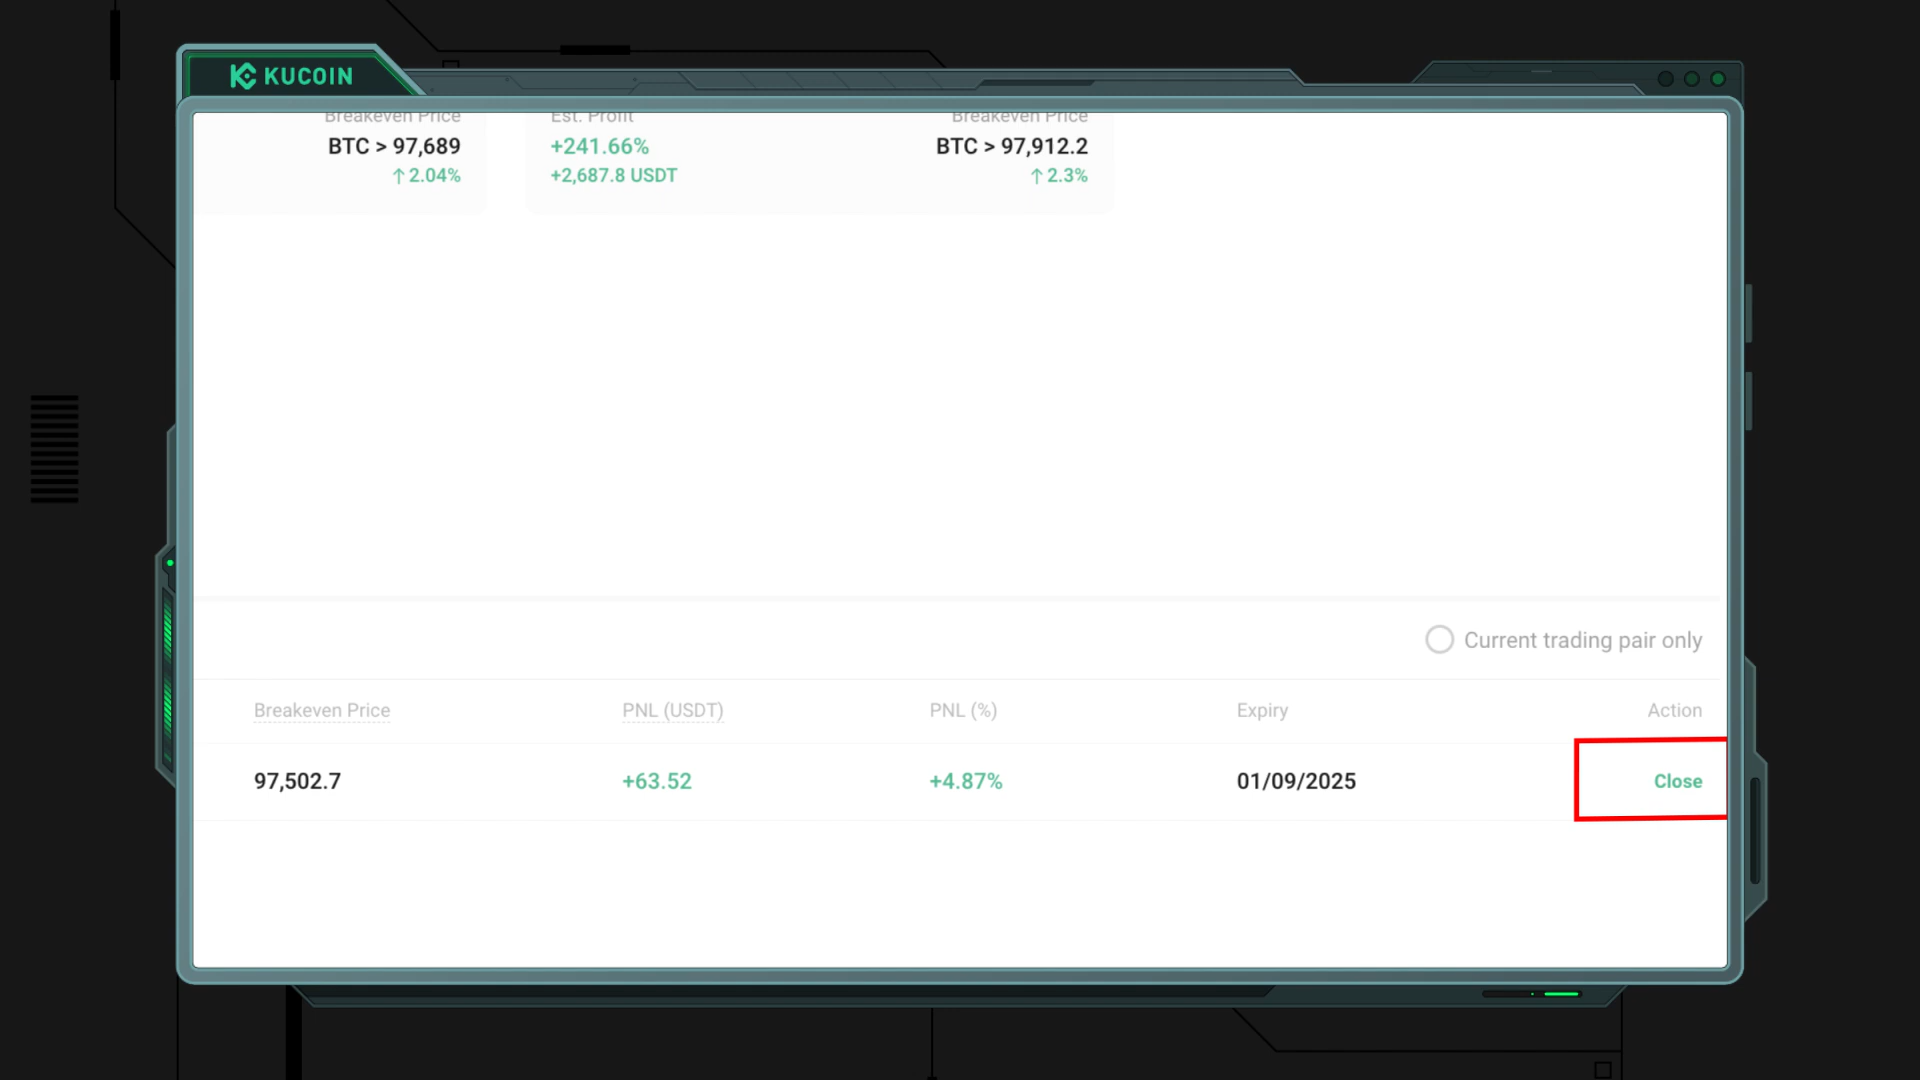 KUCOIN
Breakeven Price Est. Profit Breakeven Price
BTC > 97,689 +241.66% BTC > 97,912.2
↑ 2.04% +2,687.8 USDT ↑ 2.3%
Current trading pair only
Breakeven Price PNL (USDT) PNL (%) Expiry Action
97,502.7 +63.52 +4.87% 01/09/2025 Close